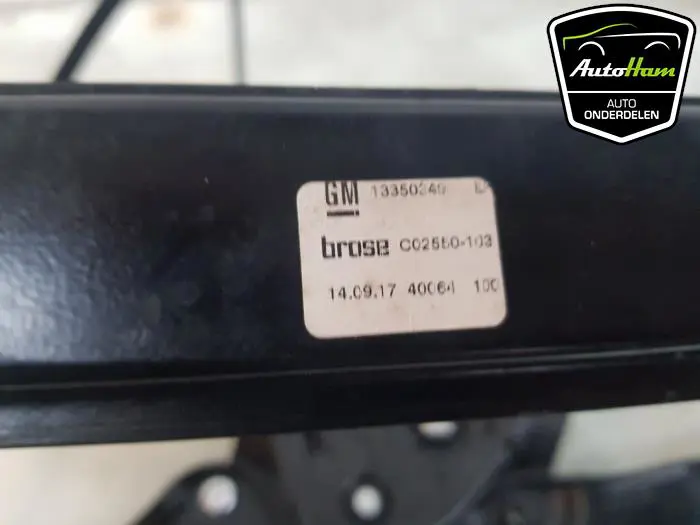 AutoHam
AUTO
ONDERDELEN
GM 13350249
brose C02550-103
14.09.17 40064 100